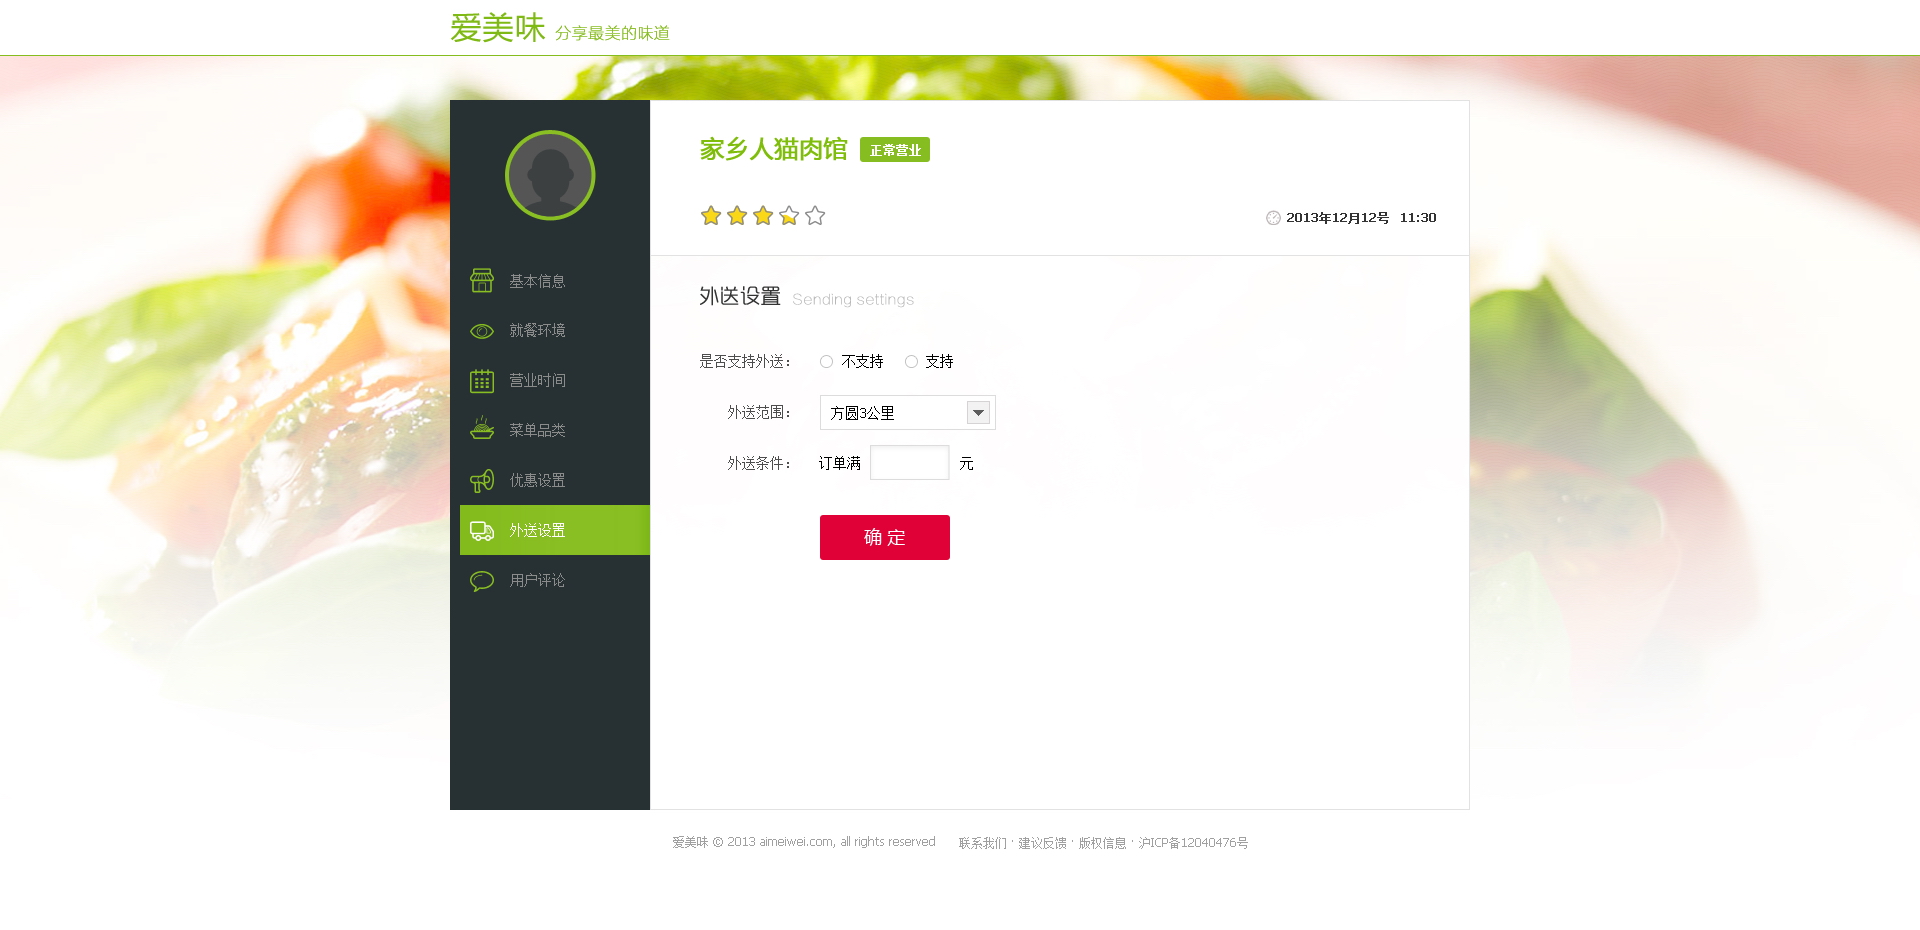 爱美味 分享最美的味道
家乡人猫肉馆 正常营业
2013年12月12号 11:30
基本信息
就餐环境
营业时间
菜单品类
优惠设置
外送设置
用户评论
外送设置 Sending settings
是否支持外送： 不支持 支持
外送范围： 方圆3公里
外送条件： 订单满 元
确 定
爱美味 © 2013 aimeiwei.com, all rights reserved 联系我们 · 建议反馈 · 版权信息 · 沪ICP备12040476号